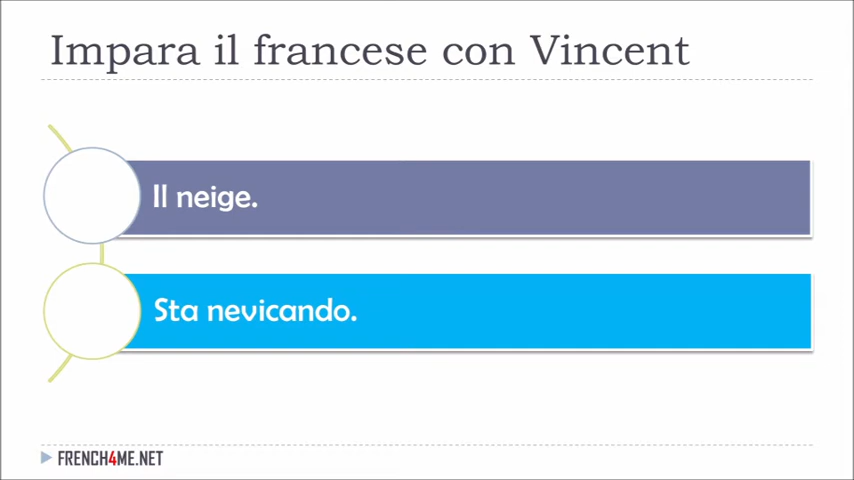 Impara il francese con Vincent
Il neige.
Sta nevicando.
FRENCH4ME.NET